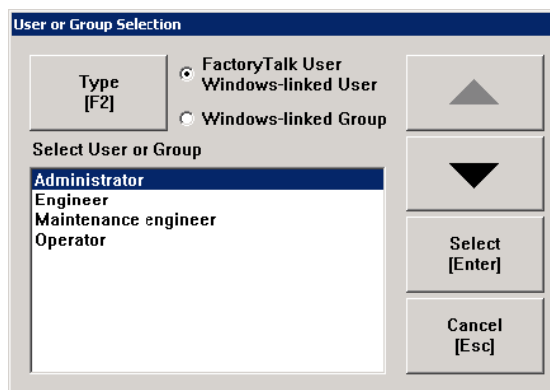 User or Group Selection
Type
[F2]
FactoryTalk User
Windows-linked User
Windows-linked Group
Select User or Group
Administrator
Engineer
Maintenance engineer
Operator
Select
[Enter]
Cancel
[Esc]